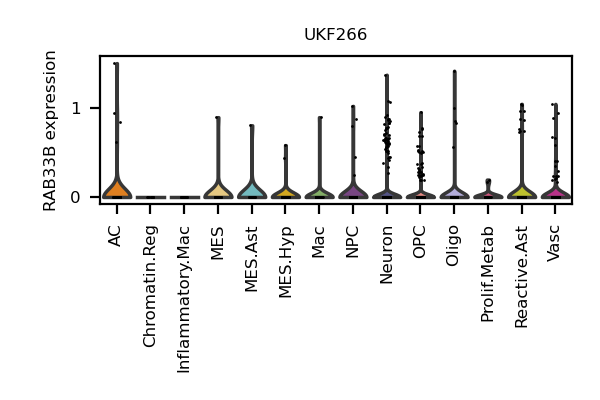 UKF266
RAB33B expression
1
0
AC
Chromatin.Reg
Inflammatory.Mac
MES
MES.Ast
MES.Hyp
Mac
NPC
Neuron
OPC
Oligo
Prolif.Metab
Reactive.Ast
Vasc